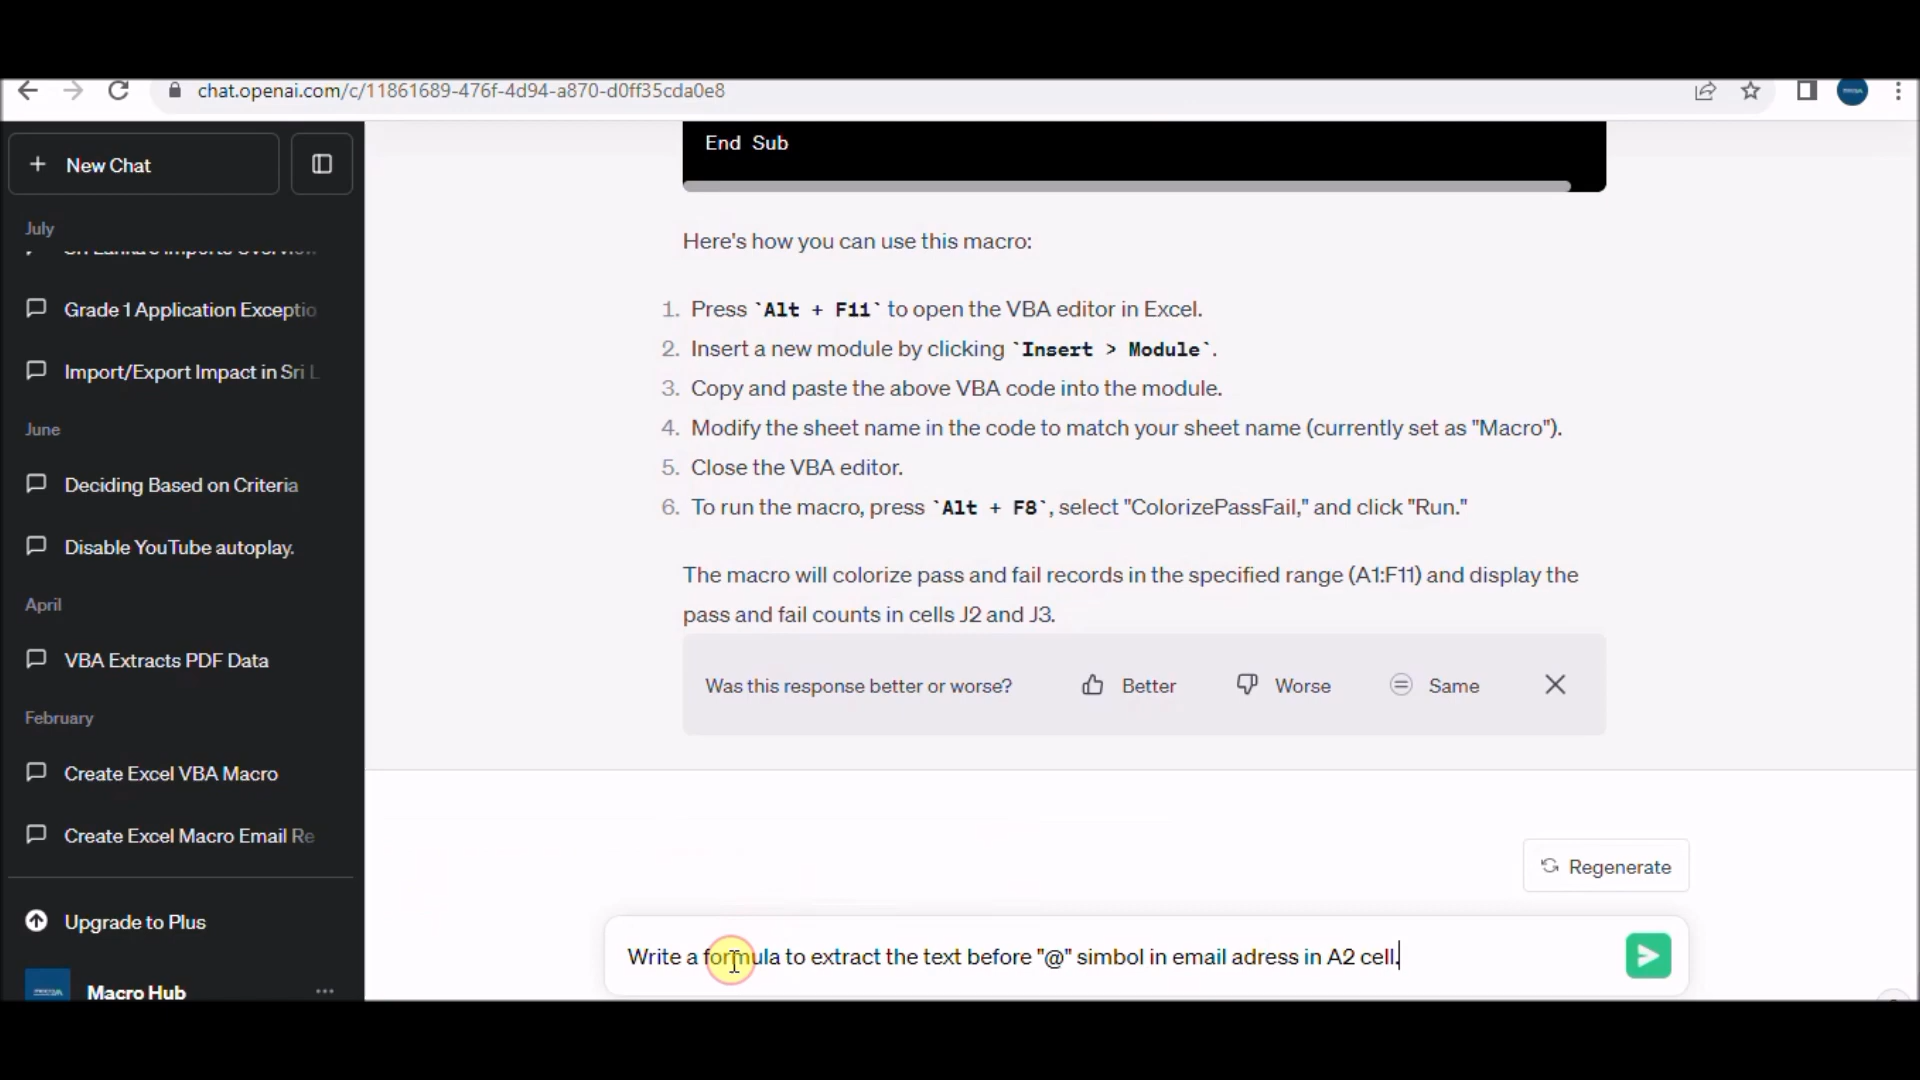 chat.openai.com/c/11861689-476f-4d94-a870-d0ff35cda0e8
+ New Chat
July
Grade 1 Application Exceptio
Import/Export Impact in Sri L
June
Deciding Based on Criteria
Disable YouTube autoplay.
April
VBA Extracts PDF Data
February
Create Excel VBA Macro
Create Excel Macro Email Re
Upgrade to Plus
Macro Hub
End Sub
Here's how you can use this macro:
1. Press `Alt + F11` to open the VBA editor in Excel.
2. Insert a new module by clicking `Insert > Module`.
3. Copy and paste the above VBA code into the module.
4. Modify the sheet name in the code to match your sheet name (currently set as "Macro").
5. Close the VBA editor.
6. To run the macro, press `Alt + F8`, select "ColorizePassFail," and click "Run."
The macro will colorize pass and fail records in the specified range (A1:F11) and display the
pass and fail counts in cells J2 and J3.
Was this response better or worse? Better Worse Same
Regenerate
Write a formula to extract the text before "@" simbol in email adress in A2 cell.